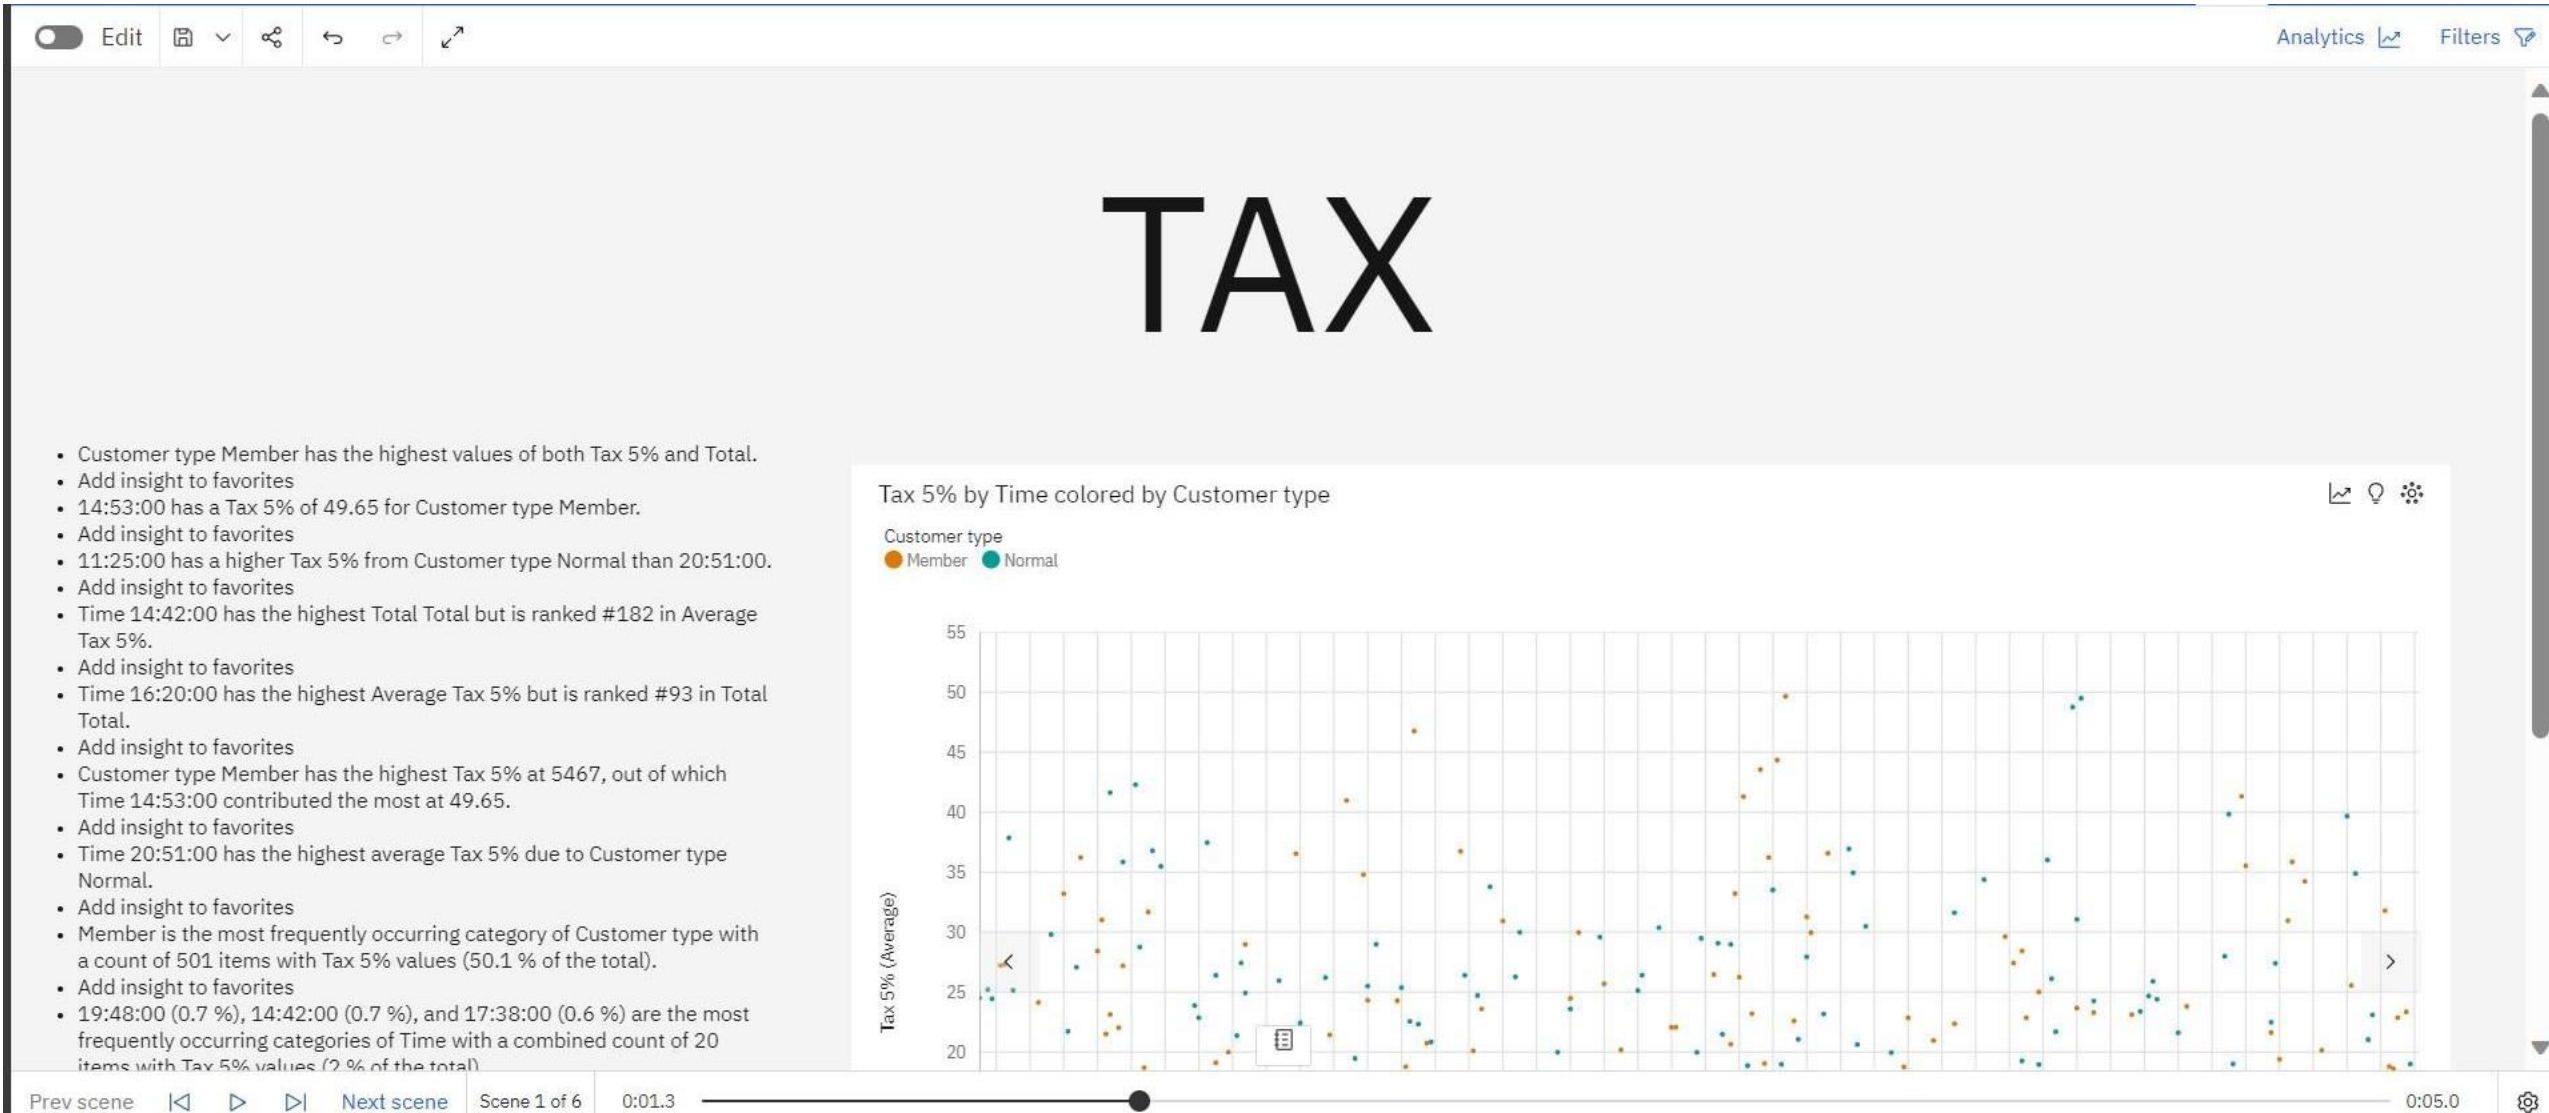 Edit
Analytics
Filters
TAX
• Customer type Member has the highest values of both Tax 5% and Total.
• Add insight to favorites
• 14:53:00 has a Tax 5% of 49.65 for Customer type Member.
• Add insight to favorites
• 11:25:00 has a higher Tax 5% from Customer type Normal than 20:51:00.
• Add insight to favorites
• Time 14:42:00 has the highest Total Total but is ranked #182 in Average
Tax 5%.
• Add insight to favorites
• Time 16:20:00 has the highest Average Tax 5% but is ranked #93 in Total
Total.
• Add insight to favorites
• Customer type Member has the highest Tax 5% at 5467, out of which
Time 14:53:00 contributed the most at 49.65.
• Add insight to favorites
• Time 20:51:00 has the highest average Tax 5% due to Customer type
Normal.
• Add insight to favorites
• Member is the most frequently occurring category of Customer type with
a count of 501 items with Tax 5% values (50.1 % of the total).
• Add insight to favorites
• 19:48:00 (0.7 %), 14:42:00 (0.7 %), and 17:38:00 (0.6 %) are the most
frequently occurring categories of Time with a combined count of 20
items with Tax 5% values (2 % of the total)
Tax 5% by Time colored by Customer type
Customer type
Member Normal
55
50
45
40
35
30
25
20
Tax 5% (Average)
Prev scene
Next scene
Scene 1 of 6
0:01.3
0:05.0